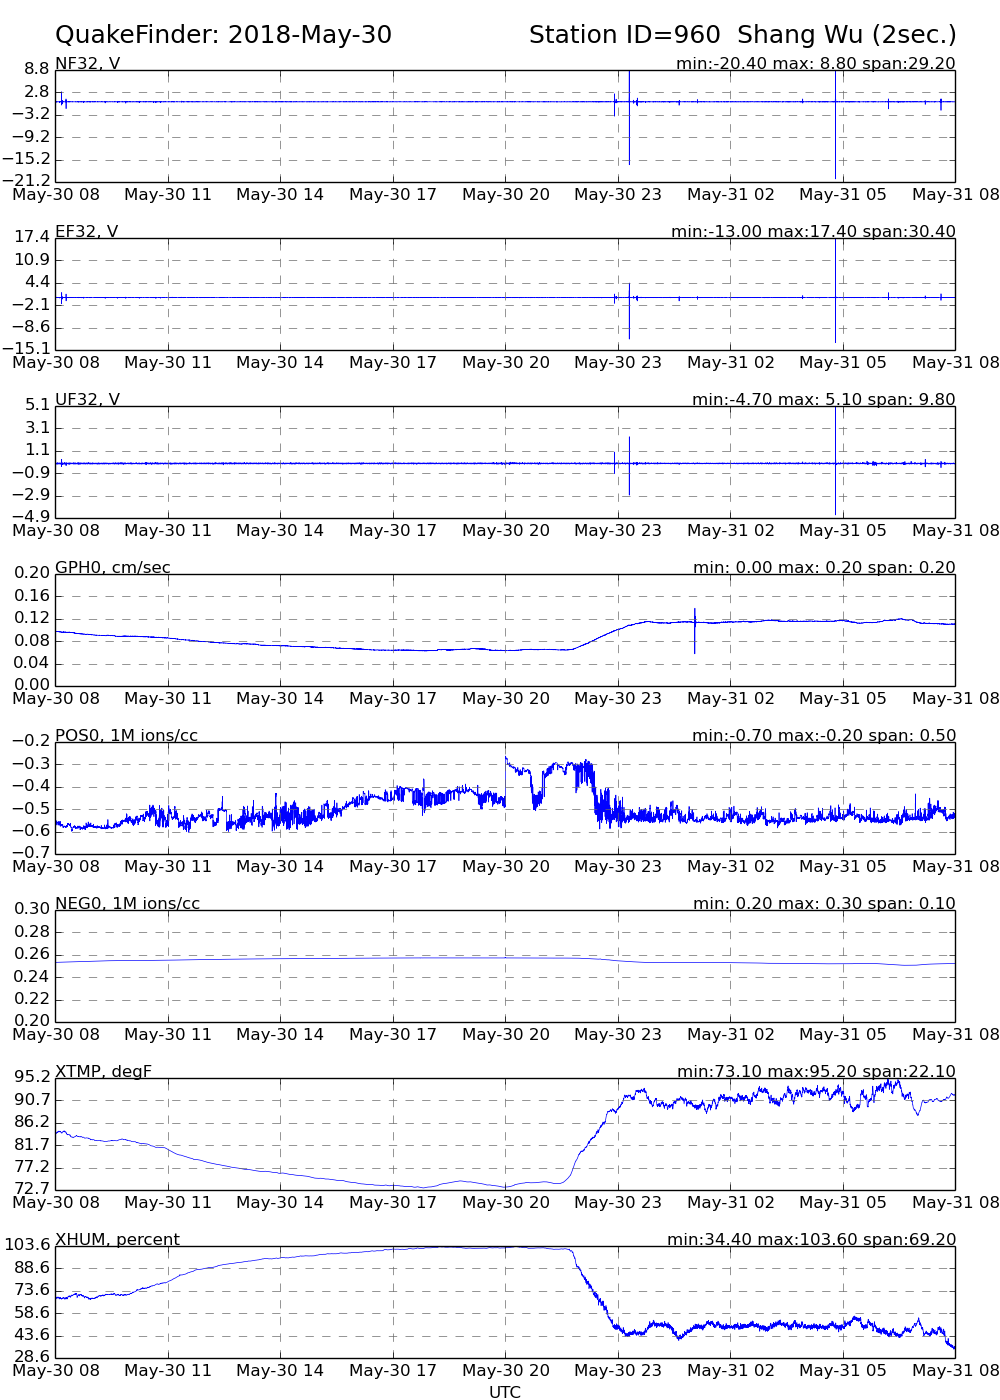 QuakeFinder: 2018-May-30 Station ID=960 Shang Wu (2sec.)
NF32, V min:-20.40 max: 8.80 span:29.20
8.8
2.8
−3.2
−9.2
−15.2
−21.2
May-30 08 May-30 11 May-30 14 May-30 17 May-30 20 May-30 23 May-31 02 May-31 05 May-31 08
EF32, V min:-13.00 max:17.40 span:30.40
17.4
10.9
4.4
−2.1
−8.6
−15.1
May-30 08 May-30 11 May-30 14 May-30 17 May-30 20 May-30 23 May-31 02 May-31 05 May-31 08
UF32, V min:-4.70 max: 5.10 span: 9.80
5.1
3.1
1.1
−0.9
−2.9
−4.9
May-30 08 May-30 11 May-30 14 May-30 17 May-30 20 May-30 23 May-31 02 May-31 05 May-31 08
GPH0, cm/sec min: 0.00 max: 0.20 span: 0.20
0.20
0.16
0.12
0.08
0.04
0.00
May-30 08 May-30 11 May-30 14 May-30 17 May-30 20 May-30 23 May-31 02 May-31 05 May-31 08
POS0, 1M ions/cc min:-0.70 max:-0.20 span: 0.50
−0.2
−0.3
−0.4
−0.5
−0.6
−0.7
May-30 08 May-30 11 May-30 14 May-30 17 May-30 20 May-30 23 May-31 02 May-31 05 May-31 08
NEG0, 1M ions/cc min: 0.20 max: 0.30 span: 0.10
0.30
0.28
0.26
0.24
0.22
0.20
May-30 08 May-30 11 May-30 14 May-30 17 May-30 20 May-30 23 May-31 02 May-31 05 May-31 08
XTMP, degF min:73.10 max:95.20 span:22.10
95.2
90.7
86.2
81.7
77.2
72.7
May-30 08 May-30 11 May-30 14 May-30 17 May-30 20 May-30 23 May-31 02 May-31 05 May-31 08
XHUM, percent min:34.40 max:103.60 span:69.20
103.6
88.6
73.6
58.6
43.6
28.6
May-30 08 May-30 11 May-30 14 May-30 17 May-30 20 May-30 23 May-31 02 May-31 05 May-31 08
UTC